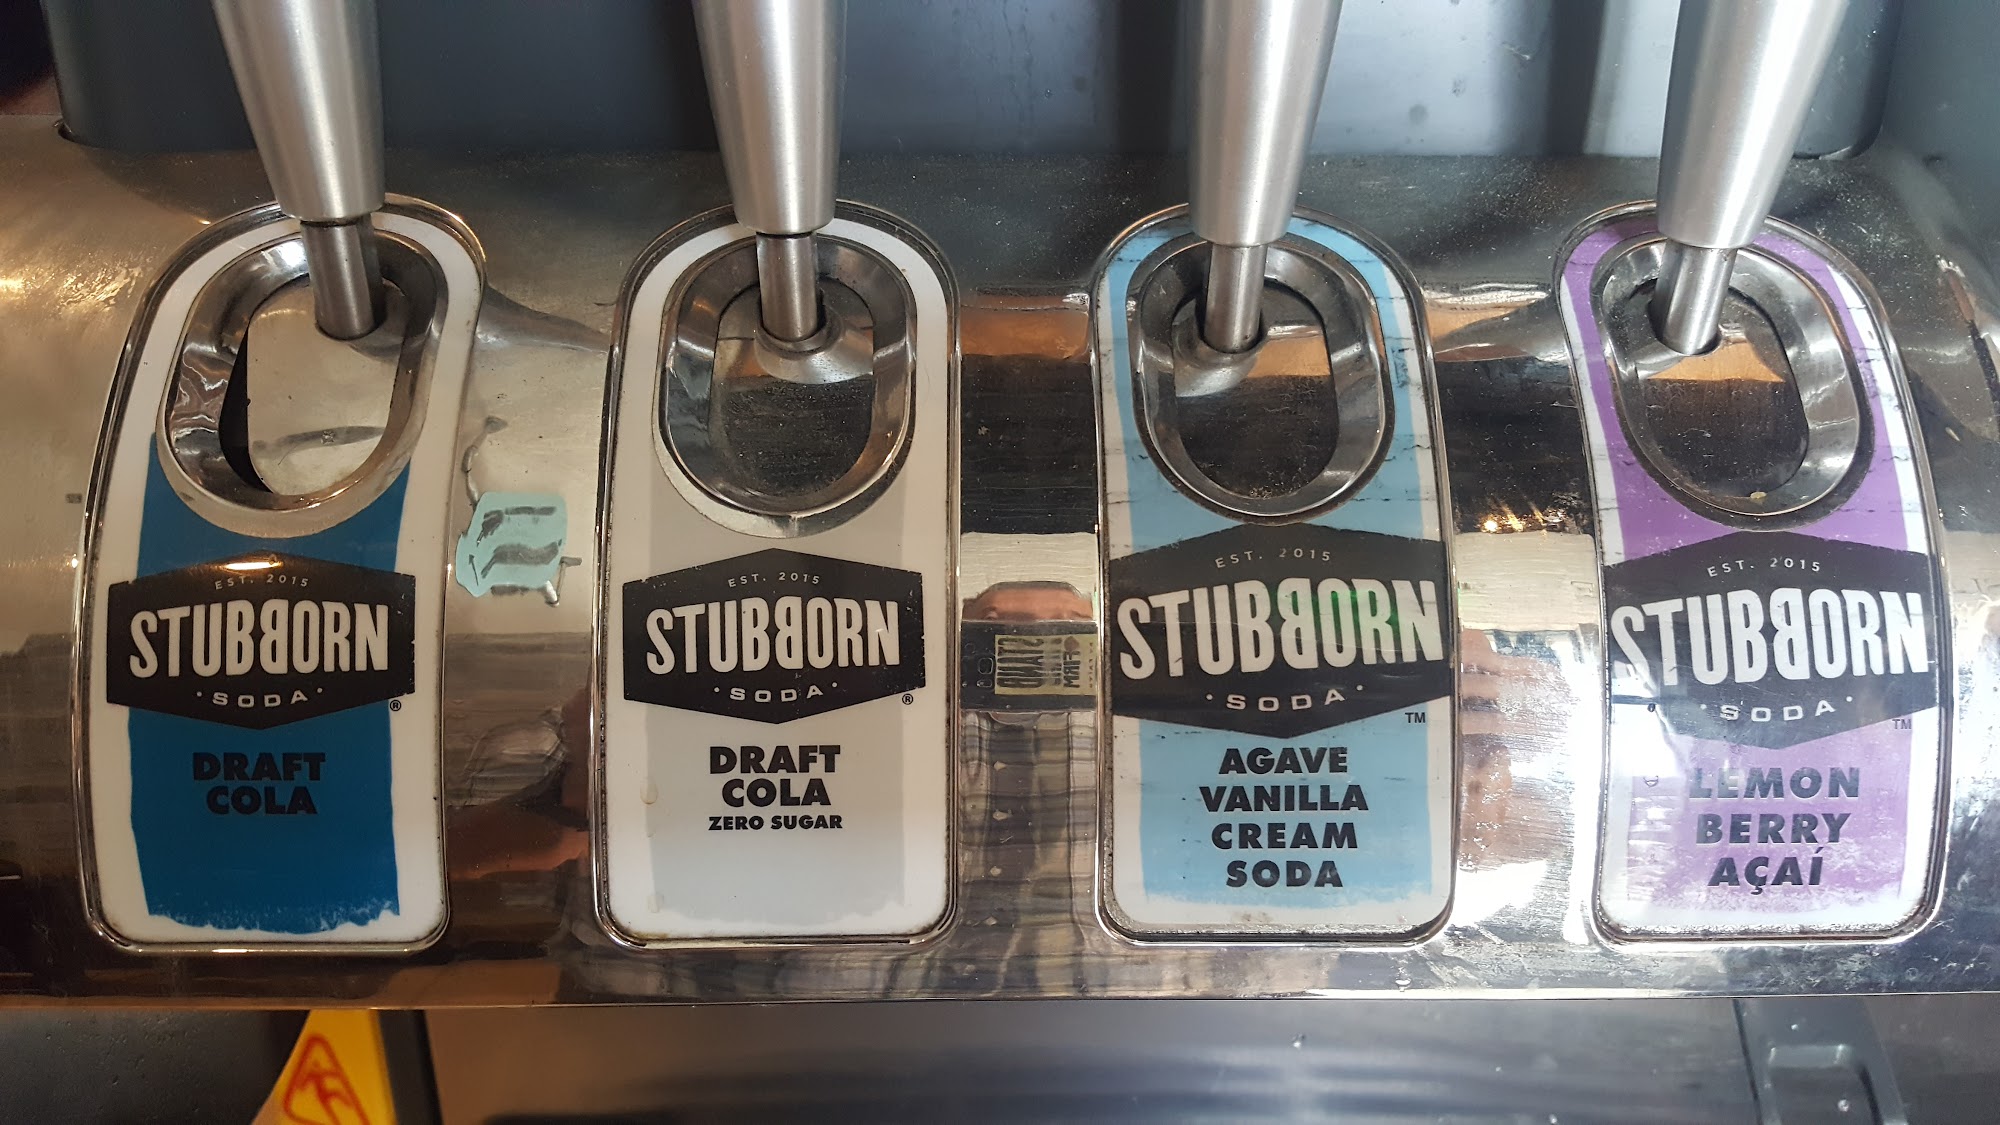 EST. 2015
STUBBORN
· SODA ·
®
DRAFT
COLA
EST. 2015
STUBBORN
· SODA ·
®
DRAFT
COLA
ZERO SUGAR
EST. 2015
STUBBORN
· SODA ·
TM
AGAVE
VANILLA
CREAM
SODA
EST. 2015
STUBBORN
· SODA ·
TM
LEMON
BERRY
AÇAÍ